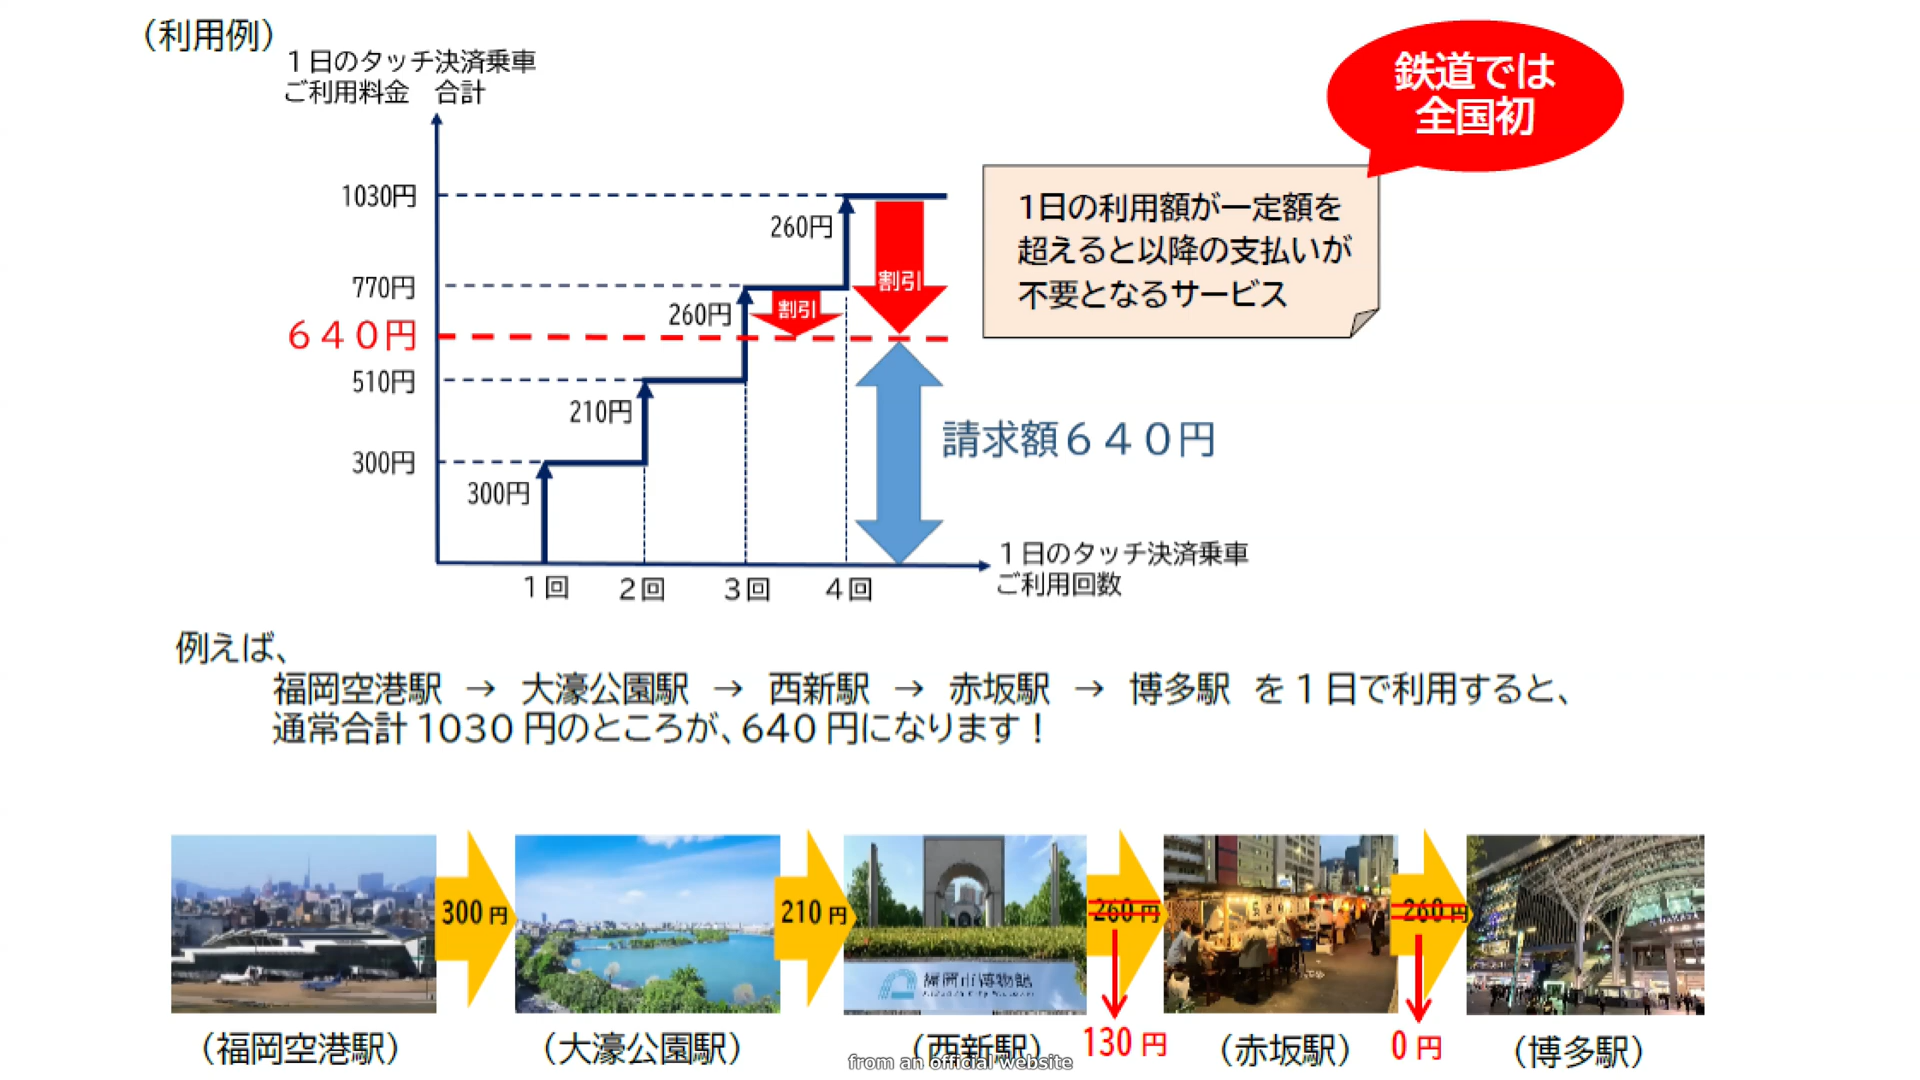 （利用例）
１日のタッチ決済乗車
ご利用料金　合計
鉄道では
全国初
1030円
260円
1日の利用額が一定額を
超えると以降の支払いが
不要となるサービス
割引
770円
260円
割引
６４０円
510円
210円
請求額６４０円
300円
300円
１日のタッチ決済乗車
ご利用回数
１回 ２回 ３回 ４回
例えば、
福岡空港駅 → 大濠公園駅 → 西新駅 → 赤坂駅 → 博多駅 を１日で利用すると、
通常合計1030円のところが、640円になります！
300円 210円 260円 260円
福岡市博物館
130円 0円
（福岡空港駅） （大濠公園駅） （西新駅） （赤坂駅） （博多駅）
from an official website